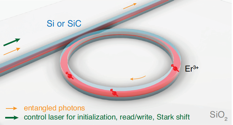 Si or SiC
Er³⁺
entangled photons
control laser for initialization, read/write, Stark shift
SiO₂